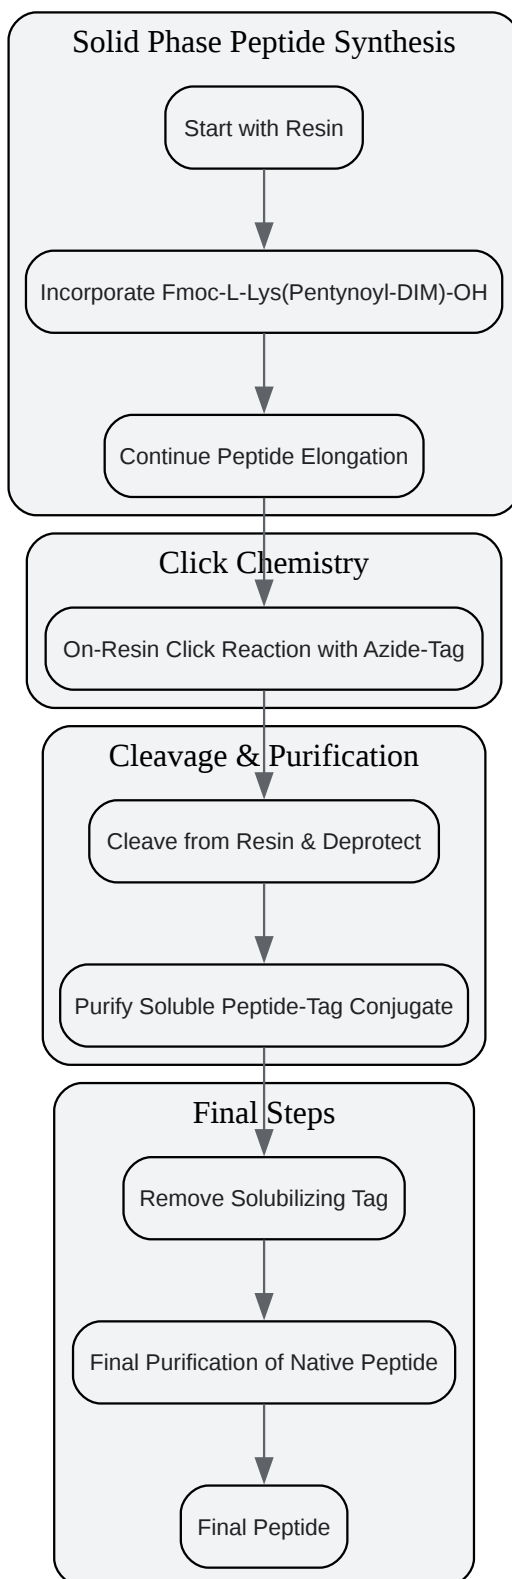 Solid Phase Peptide Synthesis
Start with Resin
Incorporate Fmoc-L-Lys(Pentynoyl-DIM)-OH
Continue Peptide Elongation
Click Chemistry
On-Resin Click Reaction with Azide-Tag
Cleavage & Purification
Cleave from Resin & Deprotect
Purify Soluble Peptide-Tag Conjugate
Final Steps
Remove Solubilizing Tag
Final Purification of Native Peptide
Final Peptide